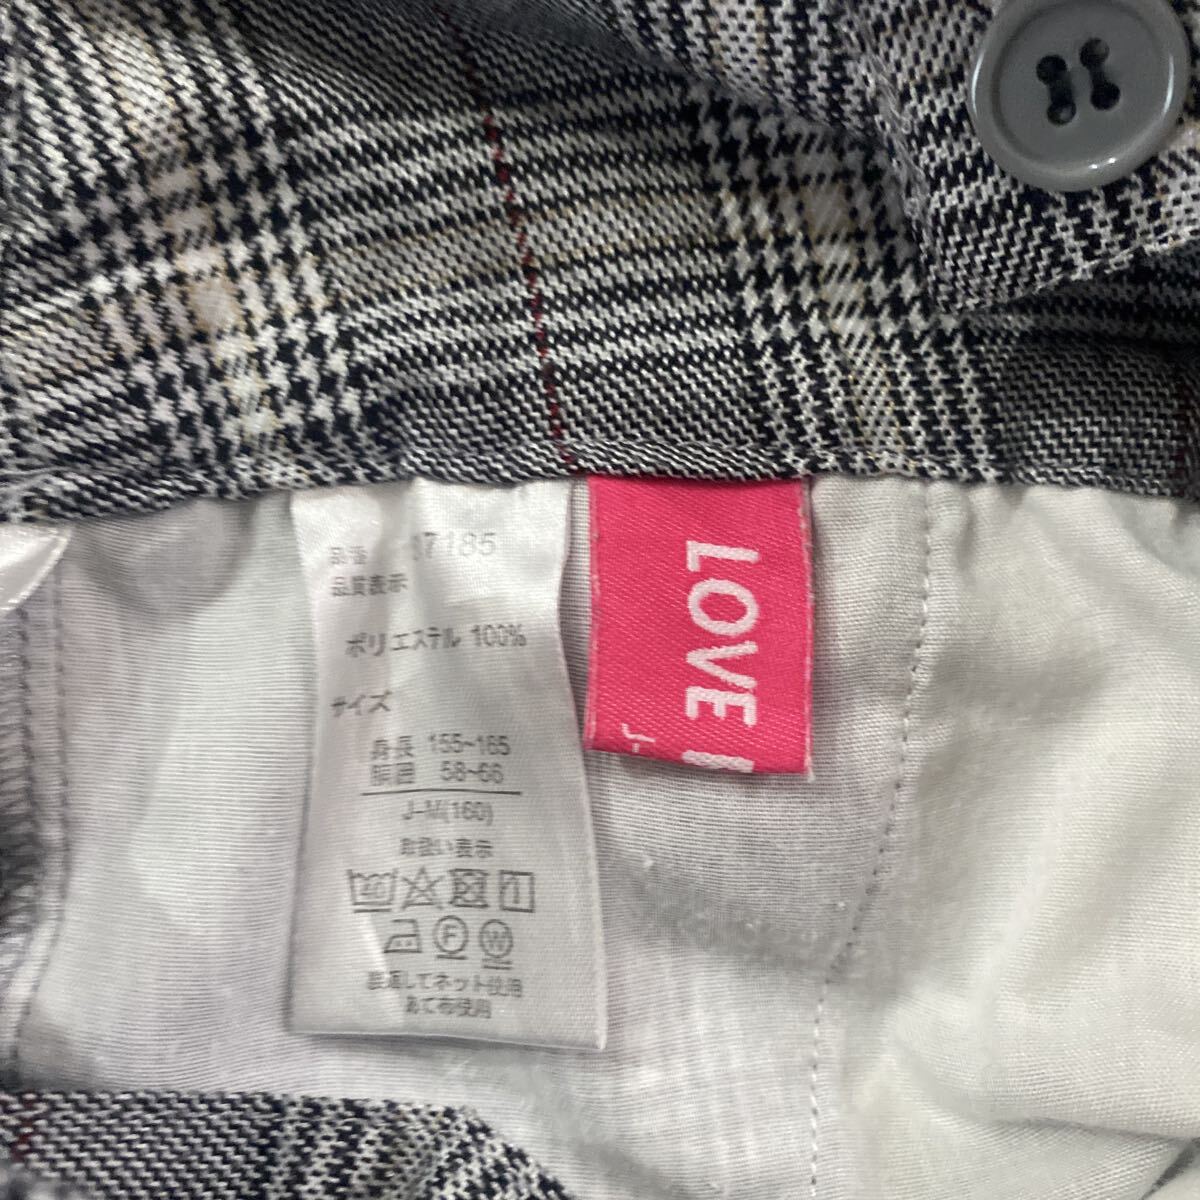 品番 37185
品質表示
ポリエステル 100%
サイズ
身長 155~165
胴囲 58~66
J-M(160)
取扱い表示
F W
裏返してネット使用
あて布使用
LOVE